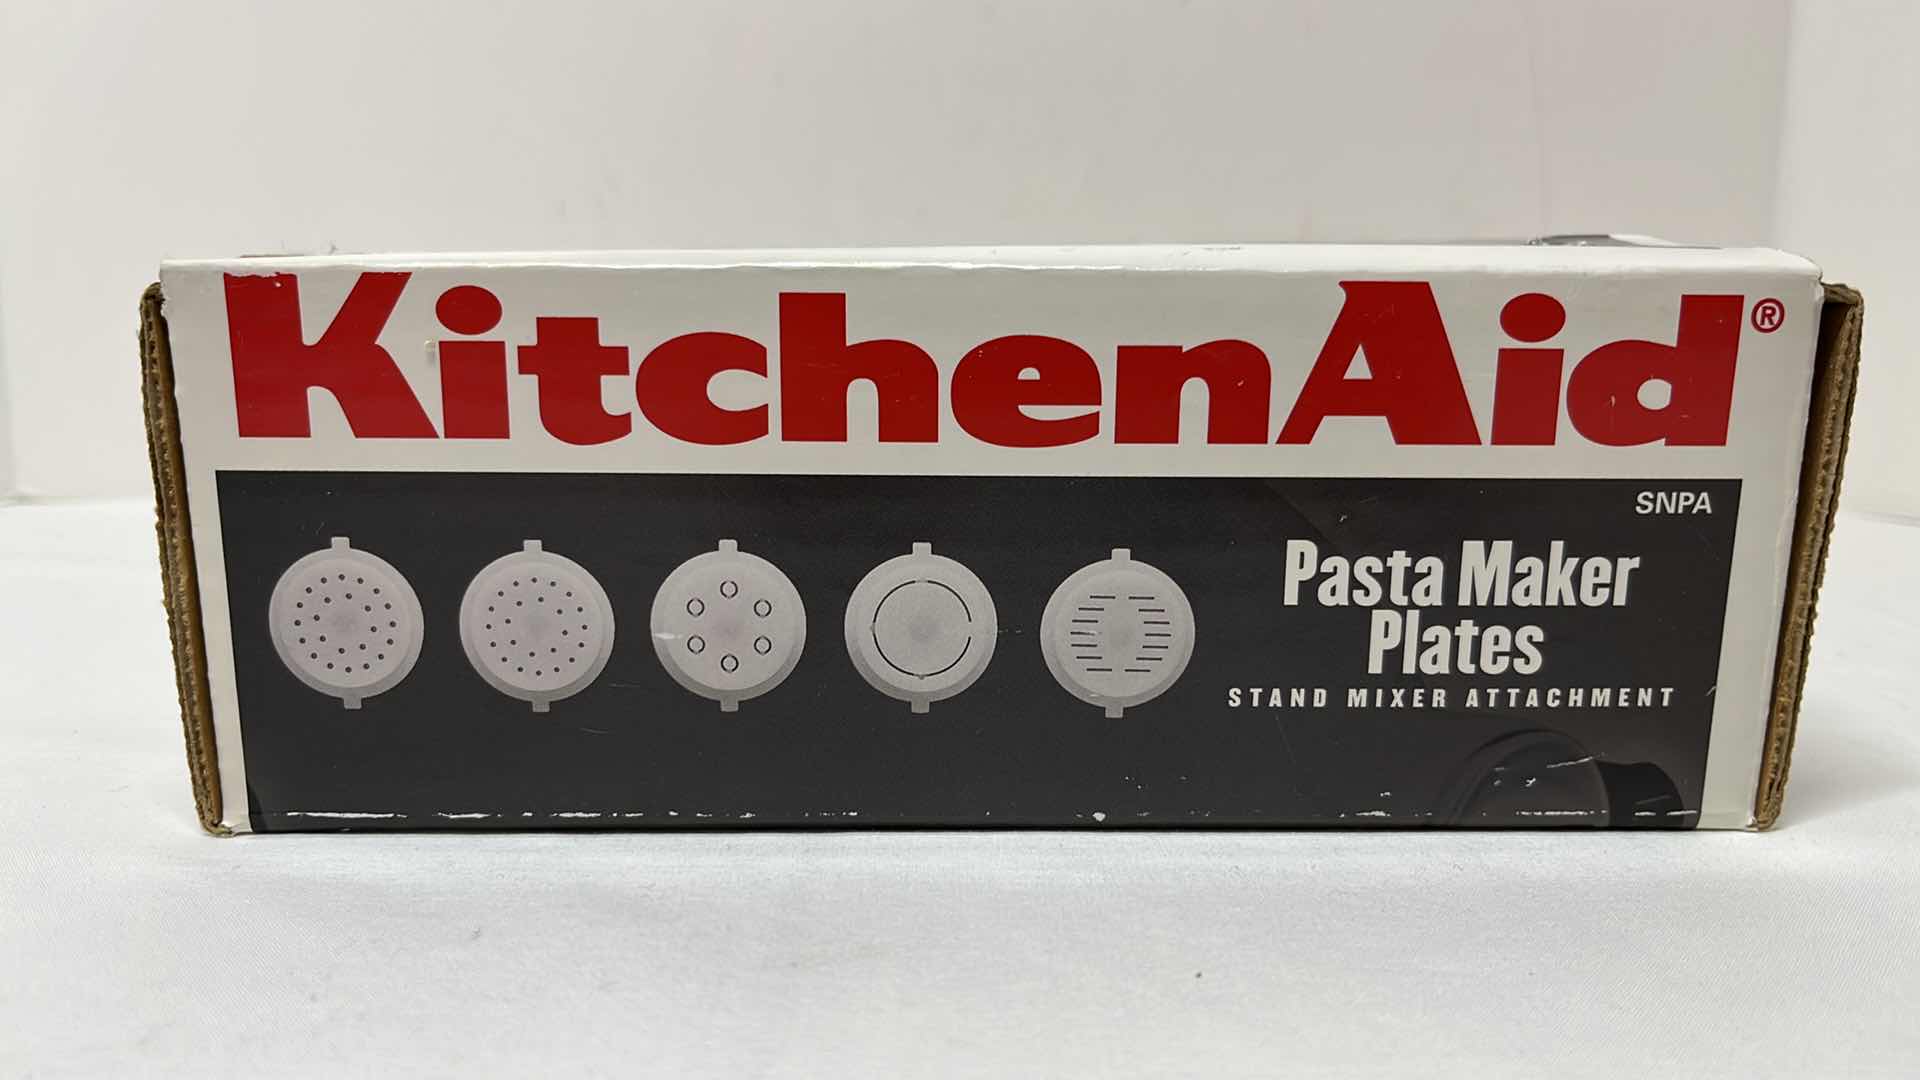 KitchenAid®
SNPA
Pasta Maker
Plates
STAND MIXER ATTACHMENT